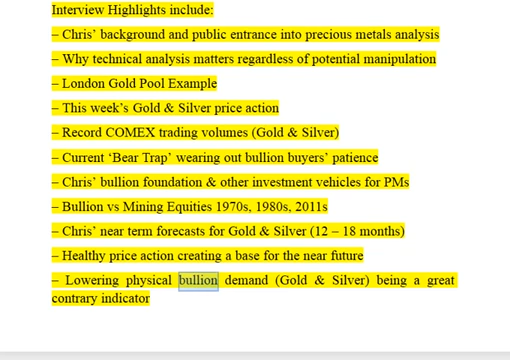 Interview Highlights include:
– Chris’ background and public entrance into precious metals analysis
– Why technical analysis matters regardless of potential manipulation
– London Gold Pool Example
– This week’s Gold & Silver price action
– Record COMEX trading volumes (Gold & Silver)
– Current ‘Bear Trap’ wearing out bullion buyers’ patience
– Chris’ bullion foundation & other investment vehicles for PMs
– Bullion vs Mining Equities 1970s, 1980s, 2011s
– Chris’ near term forecasts for Gold & Silver (12 – 18 months)
– Healthy price action creating a base for the near future
– Lowering physical bullion demand (Gold & Silver) being a great
contrary indicator